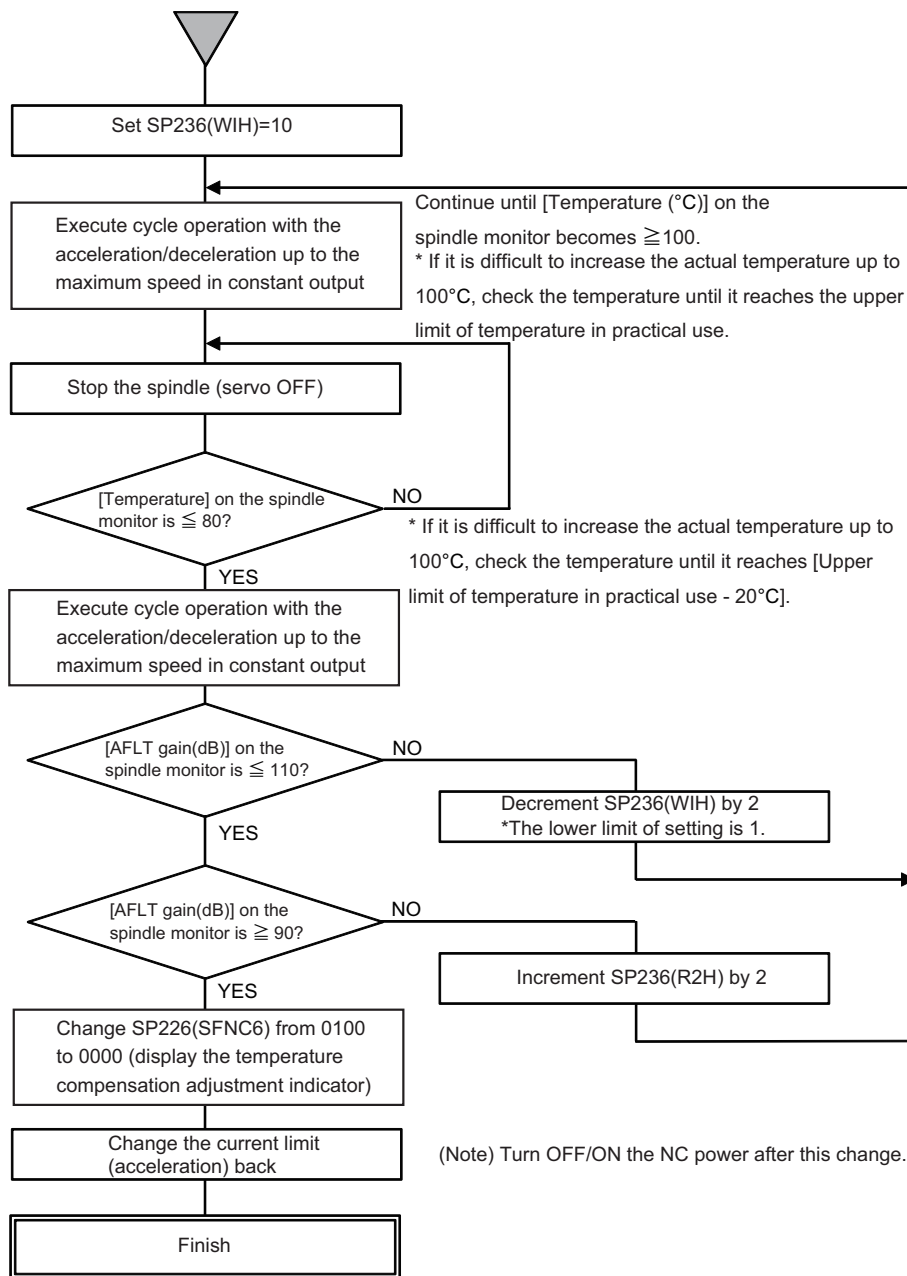 Set SP236(WIH)=10
Execute cycle operation with the
acceleration/deceleration up to the
maximum speed in constant output
Continue until [Temperature (°C)] on the
spindle monitor becomes ≧100.
* If it is difficult to increase the actual temperature up to
100°C, check the temperature until it reaches the upper
limit of temperature in practical use.
Stop the spindle (servo OFF)
[Temperature] on the spindle
monitor is ≦ 80?
NO
* If it is difficult to increase the actual temperature up to
100°C, check the temperature until it reaches [Upper
limit of temperature in practical use - 20°C].
YES
Execute cycle operation with the
acceleration/deceleration up to the
maximum speed in constant output
[AFLT gain(dB)] on the
spindle monitor is ≦ 110?
NO
Decrement SP236(WIH) by 2
*The lower limit of setting is 1.
YES
[AFLT gain(dB)] on the
spindle monitor is ≧ 90?
NO
Increment SP236(R2H) by 2
YES
Change SP226(SFNC6) from 0100
to 0000 (display the temperature
compensation adjustment indicator)
Change the current limit
(acceleration) back
(Note) Turn OFF/ON the NC power after this change.
Finish